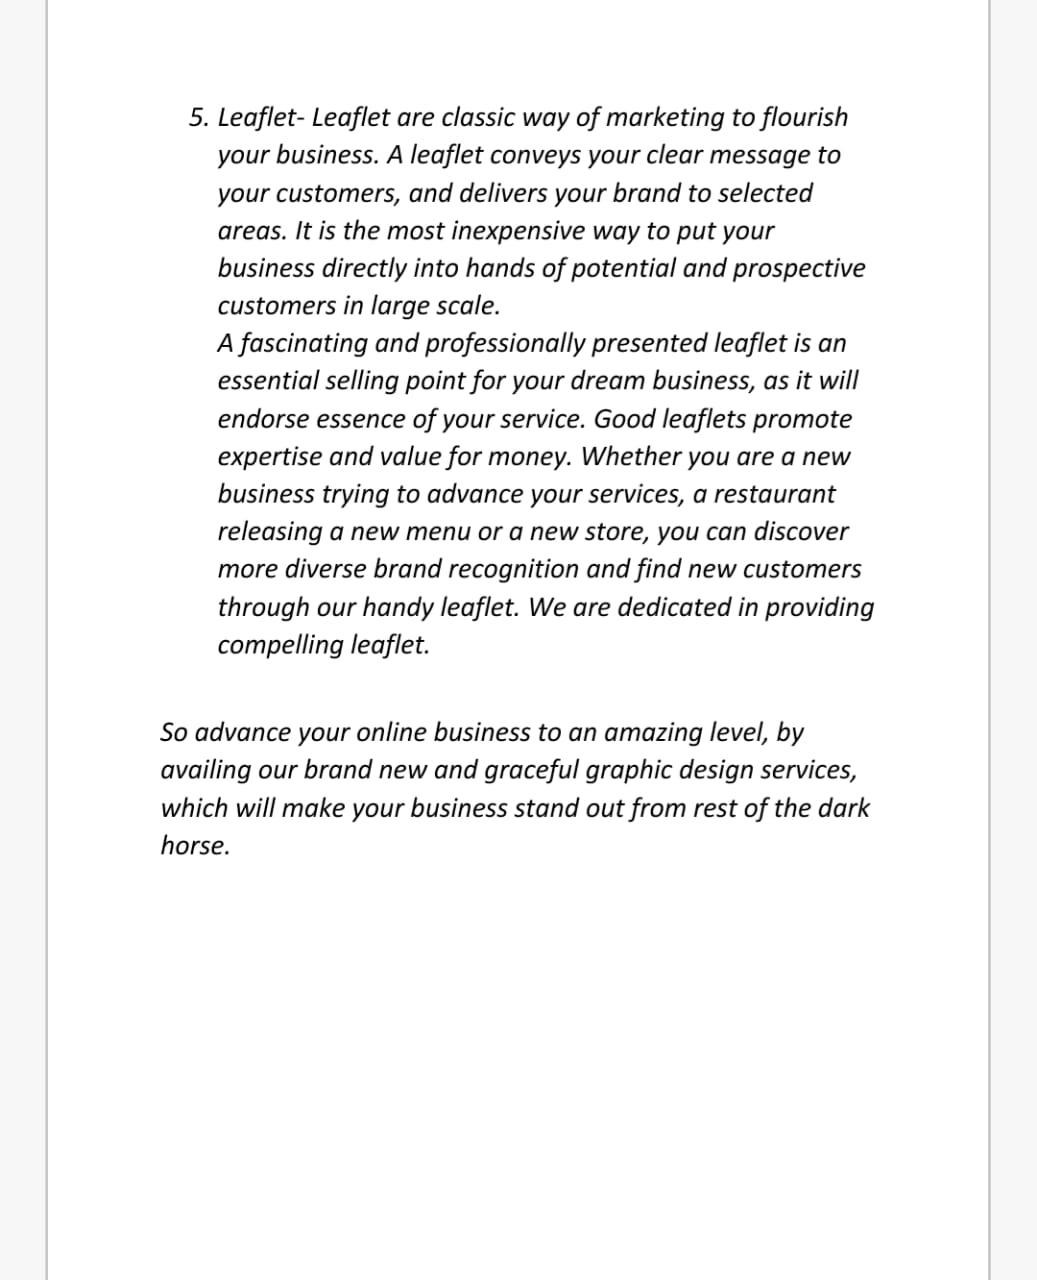 5. Leaflet- Leaflet are classic way of marketing to flourish
your business. A leaflet conveys your clear message to
your customers, and delivers your brand to selected
areas. It is the most inexpensive way to put your
business directly into hands of potential and prospective
customers in large scale.
A fascinating and professionally presented leaflet is an
essential selling point for your dream business, as it will
endorse essence of your service. Good leaflets promote
expertise and value for money. Whether you are a new
business trying to advance your services, a restaurant
releasing a new menu or a new store, you can discover
more diverse brand recognition and find new customers
through our handy leaflet. We are dedicated in providing
compelling leaflet.
So advance your online business to an amazing level, by
availing our brand new and graceful graphic design services,
which will make your business stand out from rest of the dark
horse.